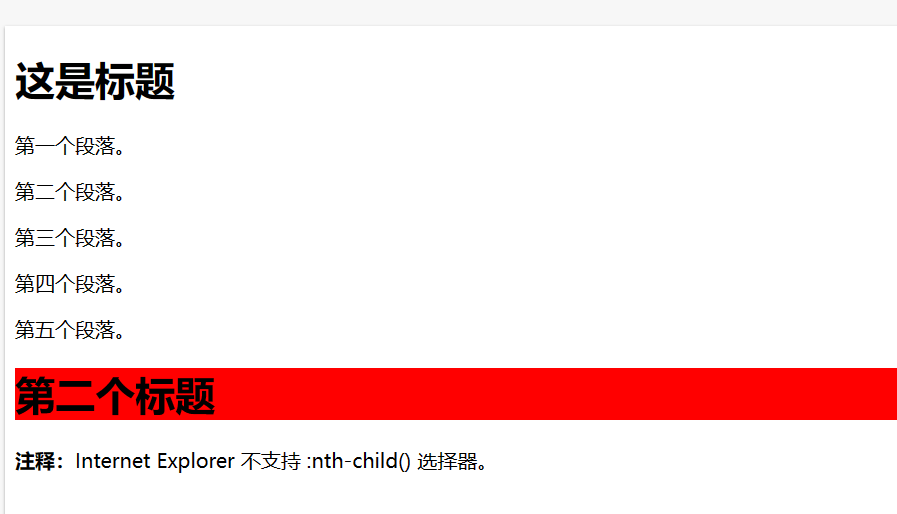 这是标题
第一个段落。
第二个段落。
第三个段落。
第四个段落。
第五个段落。
第二个标题
注释：Internet Explorer 不支持 :nth-child() 选择器。